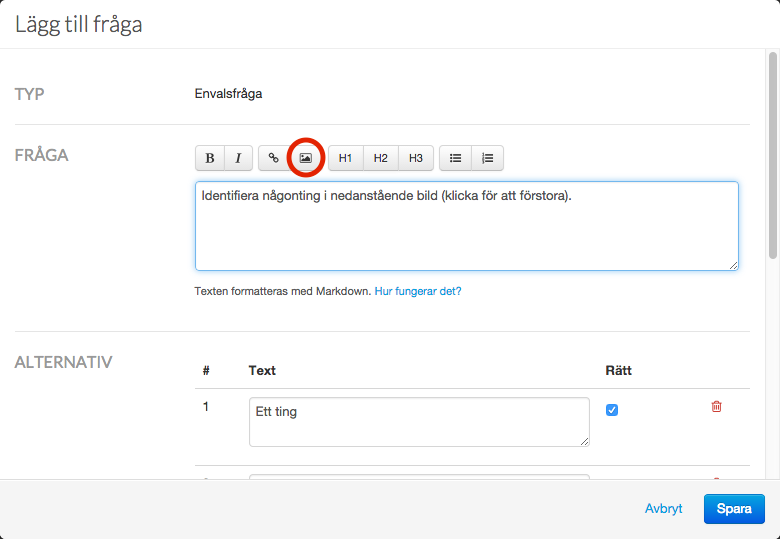 Lägg till fråga
TYP Envalsfråga
FRÅGA B I H1 H2 H3
Identifiera någonting i nedanstående bild (klicka för att förstora).
Texten formatteras med Markdown. Hur fungerar det?
ALTERNATIV # Text Rätt
1 Ett ting
Avbryt Spara